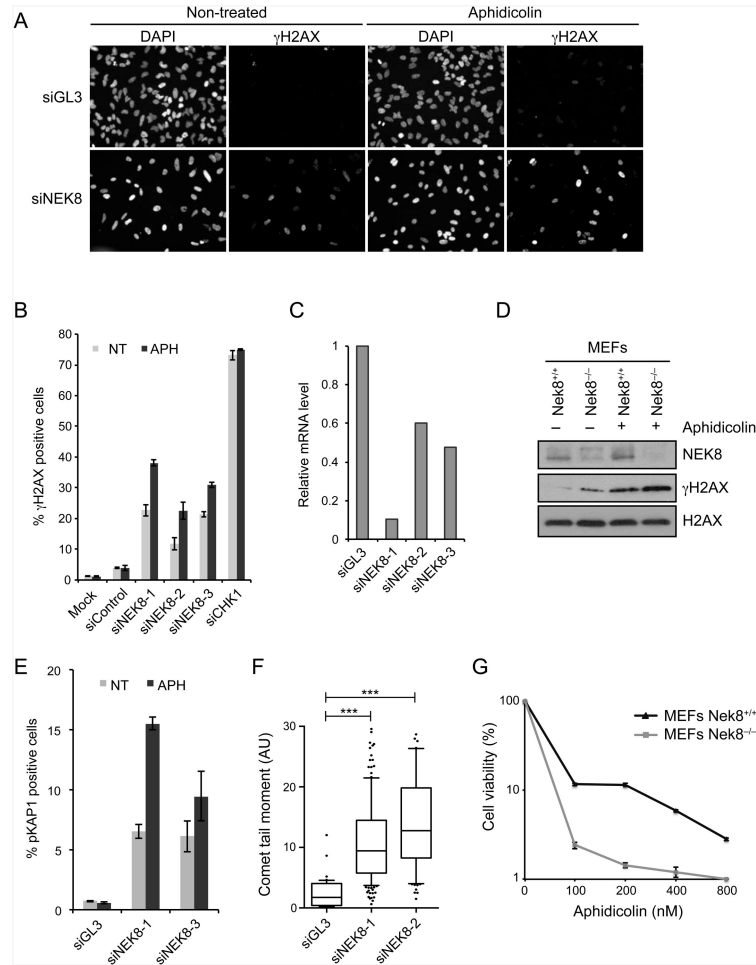 A
Non-treated
Aphidicolin
DAPI
γH2AX
DAPI
γH2AX
siGL3
siNEK8
B
% γH2AX positive cells
80
70
60
50
40
30
20
10
0
NT
APH
Mock
siControl
siNEK8-1
siNEK8-2
siNEK8-3
siCHK1
C
Relative mRNA level
1
0.8
0.6
0.4
0.2
0
siGL3
siNEK8-1
siNEK8-2
siNEK8-3
D
MEFs
Nek8+/+
Nek8–/–
Nek8+/+
Nek8–/–
– – + + Aphidicolin
NEK8
γH2AX
H2AX
E
% pKAP1 positive cells
20
15
10
5
0
NT
APH
siGL3
siNEK8-1
siNEK8-3
F
Comet tail moment (AU)
30
20
10
0
***
***
siGL3
siNEK8-1
siNEK8-2
G
Cell viability (%)
100
10
1
MEFs Nek8+/+
MEFs Nek8–/–
0 100 200 400 800
Aphidicolin (nM)